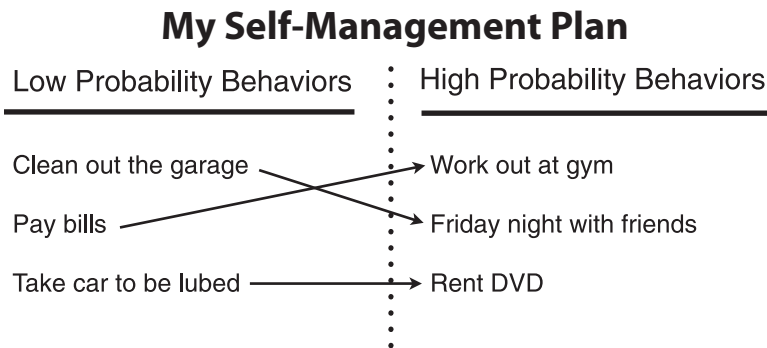 My Self-Management Plan
Low Probability Behaviors
High Probability Behaviors
Clean out the garage
Work out at gym
Pay bills
Friday night with friends
Take car to be lubed
Rent DVD